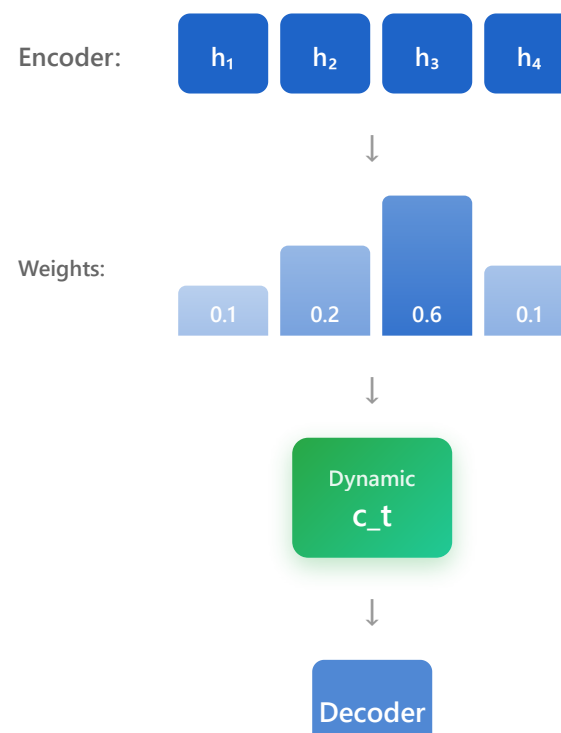 Encoder: h₁ h₂ h₃ h₄
Weights: 0.1 0.2 0.6 0.1
Dynamic
c_t
Decoder